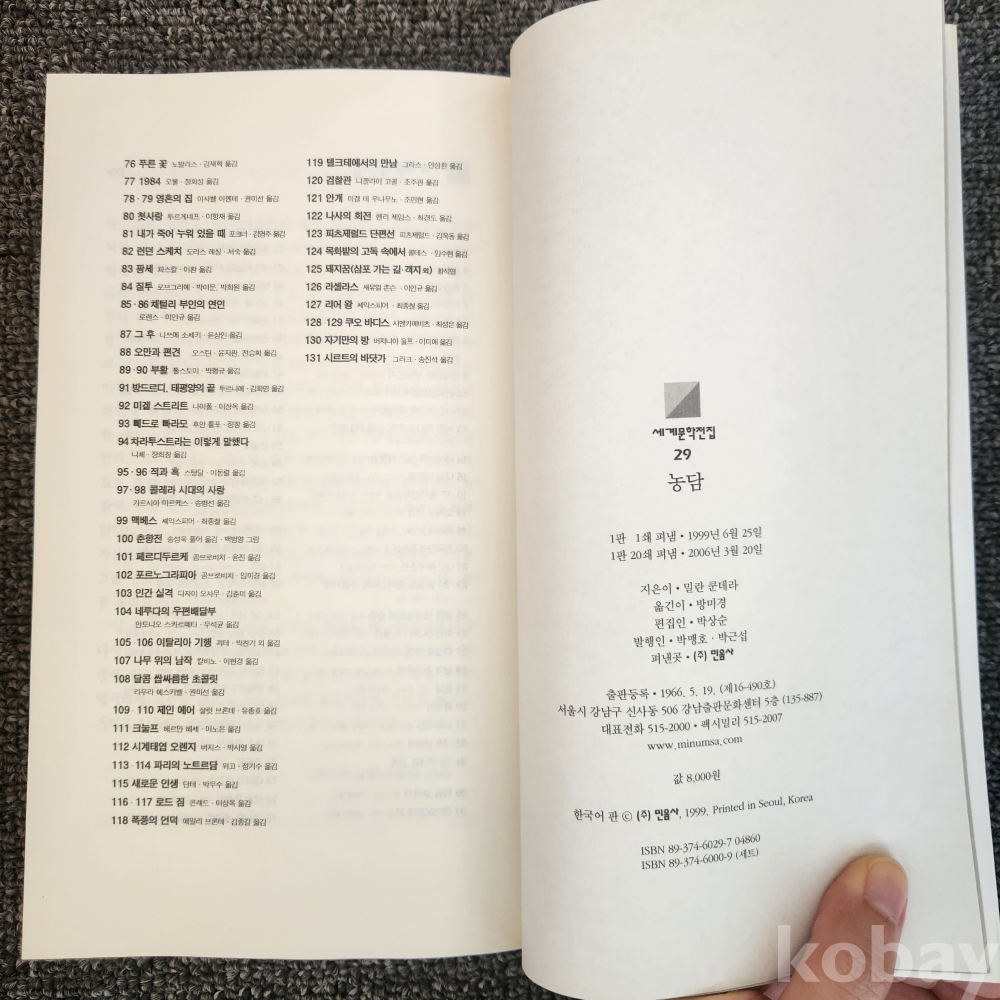 76 푸른 꽃 노발리스 · 김재혁 옮김
77 1984 오웰 · 정회성 옮김
78 · 79 영혼의 집 이사벨 아옌데 · 권미선 옮김
80 첫사랑 투르게네프 · 이항재 옮김
81 내가 죽어 누워 있을 때 포크너 · 김명주 옮김
82 런던 스케치 도리스 레싱 · 서숙 옮김
83 팡세 파스칼 · 이환 옮김
84 질투 로브그리예 · 박이문, 박희원 옮김
85 · 86 채털리 부인의 연인
로렌스 · 이인규 옮김
87 그 후 나쓰메 소세키 · 윤상인 옮김
88 오만과 편견 오스틴 · 윤지관, 전승희 옮김
89 · 90 부활 톨스토이 · 박형규 옮김
91 방드르디, 태평양의 끝 투르니에 · 김화영 옮김
92 미겔 스트리트 나이폴 · 이상옥 옮김
93 뻬드로 빠라모 후안 룰포 · 정창 옮김
94 차라투스트라는 이렇게 말했다
니체 · 장희창 옮김
95 · 96 적과 흑 스탕달 · 이동렬 옮김
97 · 98 콜레라 시대의 사랑
가르시아 마르케스 · 송병선 옮김
99 맥베스 셰익스피어 · 최종철 옮김
100 춘향전 송성욱 풀어 옮김 · 백범영 그림
101 페르디두르케 곰브로비치 · 윤진 옮김
102 포르노그라피아 곰브로비치 · 임미경 옮김
103 인간 실격 다자이 오사무 · 김춘미 옮김
104 네루다의 우편배달부
안토니오 스카르메타 · 우석균 옮김
105 · 106 이탈리아 기행 괴테 · 박찬기 외 옮김
107 나무 위의 남작 칼비노 · 이현경 옮김
108 달콤 쌉싸름한 초콜릿
라우라 에스키벨 · 권미선 옮김
109 · 110 제인 에어 샬럿 브론테 · 유종호 옮김
111 크눌프 헤르만 헤세 · 이노은 옮김
112 시계태엽 오렌지 버지스 · 박시영 옮김
113 · 114 파리의 노트르담 위고 · 정기수 옮김
115 새로운 인생 단테 · 박우수 옮김
116 · 117 로드 짐 콘래드 · 이상옥 옮김
118 폭풍의 언덕 에밀리 브론테 · 김종길 옮김
119 텔크테에서의 만남 그라스 · 안삼환 옮김
120 검찰관 니콜라이 고골 · 조주관 옮김
121 안개 미겔 데 우나무노 · 조민현 옮김
122 나사의 회전 헨리 제임스 · 최경도 옮김
123 피츠제럴드 단편선 피츠제럴드 · 김욱동 옮김
124 목화밭의 고독 속에서 콜테스 · 임수현 옮김
125 돼지꿈(삼포 가는 길 · 객지 외) 황석영
126 라셀라스 새뮤얼 존슨 · 이인규 옮김
127 리어 왕 셰익스피어 · 최종철 옮김
128 · 129 쿠오 바디스 시엔키에비츠 · 최성은 옮김
130 자기만의 방 버지니아 울프 · 이미애 옮김
131 시르트의 바닷가 그라크 · 송진석 옮김
세계문학전집
29
농담
1판 1쇄 펴냄 · 1999년 6월 25일
1판 20쇄 펴냄 · 2006년 3월 20일
지은이 · 밀란 쿤데라
옮긴이 · 방미경
편집인 · 박상순
발행인 · 박맹호 · 박근섭
펴낸곳 · (주) 민음사
출판등록 · 1966. 5. 19. (제16-490호)
서울시 강남구 신사동 506 강남출판문화센터 5층 (135-887)
대표전화 515-2000 · 팩시밀리 515-2007
www.minumsa.com
값 8,000원
한국어 판 ⓒ (주) 민음사, 1999. Printed in Seoul, Korea
ISBN 89-374-6029-7 04860
ISBN 89-374-6000-9 (세트)
kobay